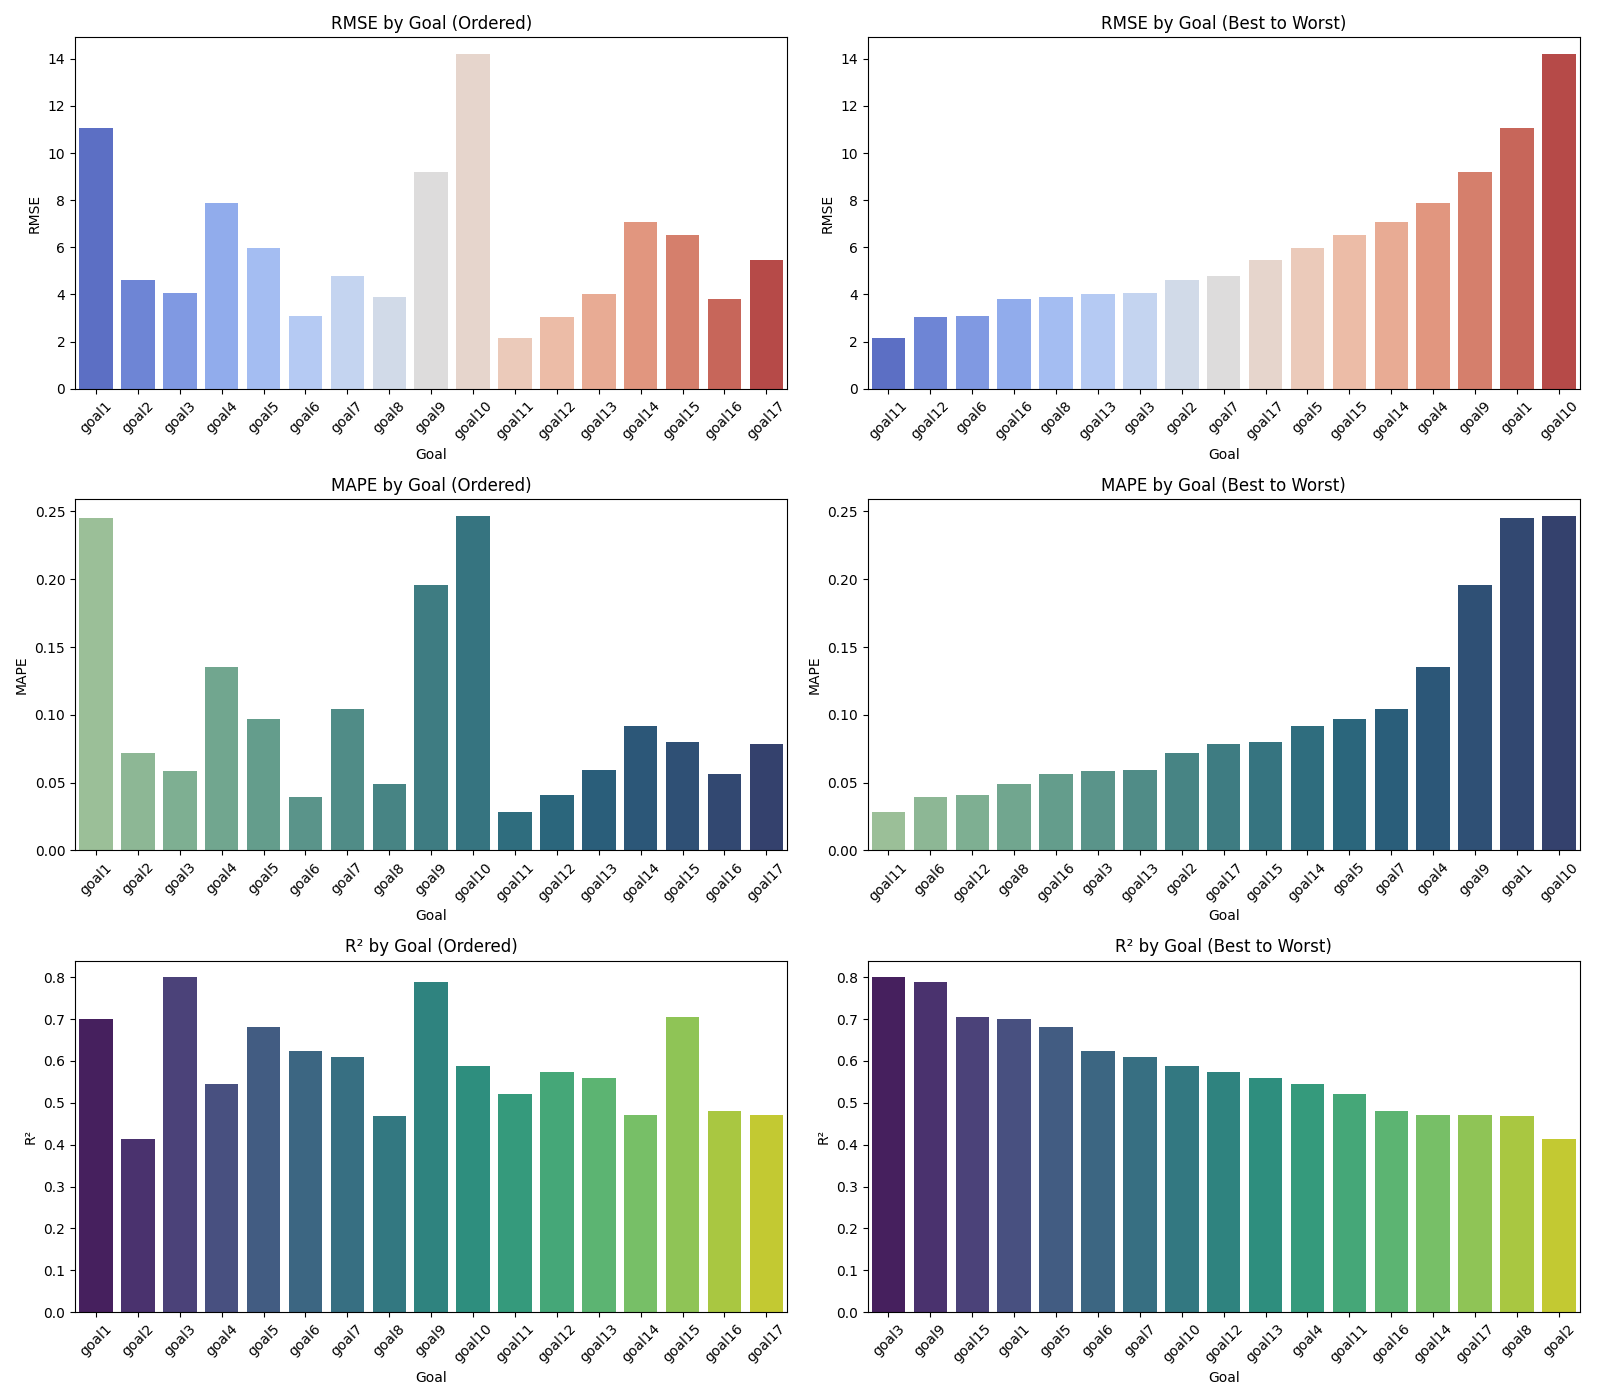 RMSE by Goal (Ordered)
RMSE
14
12
10
8
6
4
2
0
goal1 goal2 goal3 goal4 goal5 goal6 goal7 goal8 goal9 goal10 goal11 goal12 goal13 goal14 goal15 goal16 goal17
Goal
RMSE by Goal (Best to Worst)
RMSE
14
12
10
8
6
4
2
0
goal11 goal12 goal6 goal16 goal8 goal13 goal3 goal2 goal7 goal17 goal5 goal15 goal14 goal4 goal9 goal1 goal10
Goal
MAPE by Goal (Ordered)
MAPE
0.25
0.20
0.15
0.10
0.05
0.00
goal1 goal2 goal3 goal4 goal5 goal6 goal7 goal8 goal9 goal10 goal11 goal12 goal13 goal14 goal15 goal16 goal17
Goal
MAPE by Goal (Best to Worst)
MAPE
0.25
0.20
0.15
0.10
0.05
0.00
goal11 goal6 goal12 goal8 goal16 goal3 goal13 goal2 goal17 goal15 goal14 goal5 goal7 goal4 goal9 goal1 goal10
Goal
R² by Goal (Ordered)
R²
0.8
0.7
0.6
0.5
0.4
0.3
0.2
0.1
0.0
goal1 goal2 goal3 goal4 goal5 goal6 goal7 goal8 goal9 goal10 goal11 goal12 goal13 goal14 goal15 goal16 goal17
Goal
R² by Goal (Best to Worst)
R²
0.8
0.7
0.6
0.5
0.4
0.3
0.2
0.1
0.0
goal3 goal9 goal15 goal1 goal5 goal6 goal7 goal10 goal12 goal13 goal4 goal11 goal16 goal14 goal17 goal8 goal2
Goal